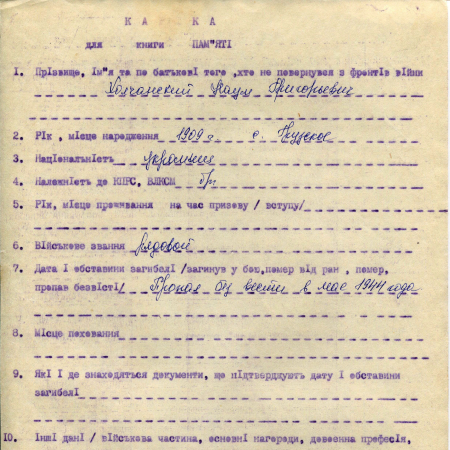 КА КА
для книги ПАМ"ЯТІ
1. Прізвище, Ім"я та по батькові того ,хто не повернувся з фронтів війни
Колчанский Наум Григорьевич
2. Рік , місце народження 1909 г с.
3. Національність украинец
4. Належність до КПРС, ВЛКСМ б/п
5. Рік, місце проживання на час призову / вступу/
6. Військове звання Рядовой
7. Дата і обставини загибелі /загинув у бою,помер від ран , помер,
пропав безвісті/ Пропал без вести в мае 1944 года
8. Місце поховання
9. Які і де знаходяться документи, що підтверджують дату і обставини
загибелі
10. Інші дані / військова частина, основні нагороди, довоєнна професія,